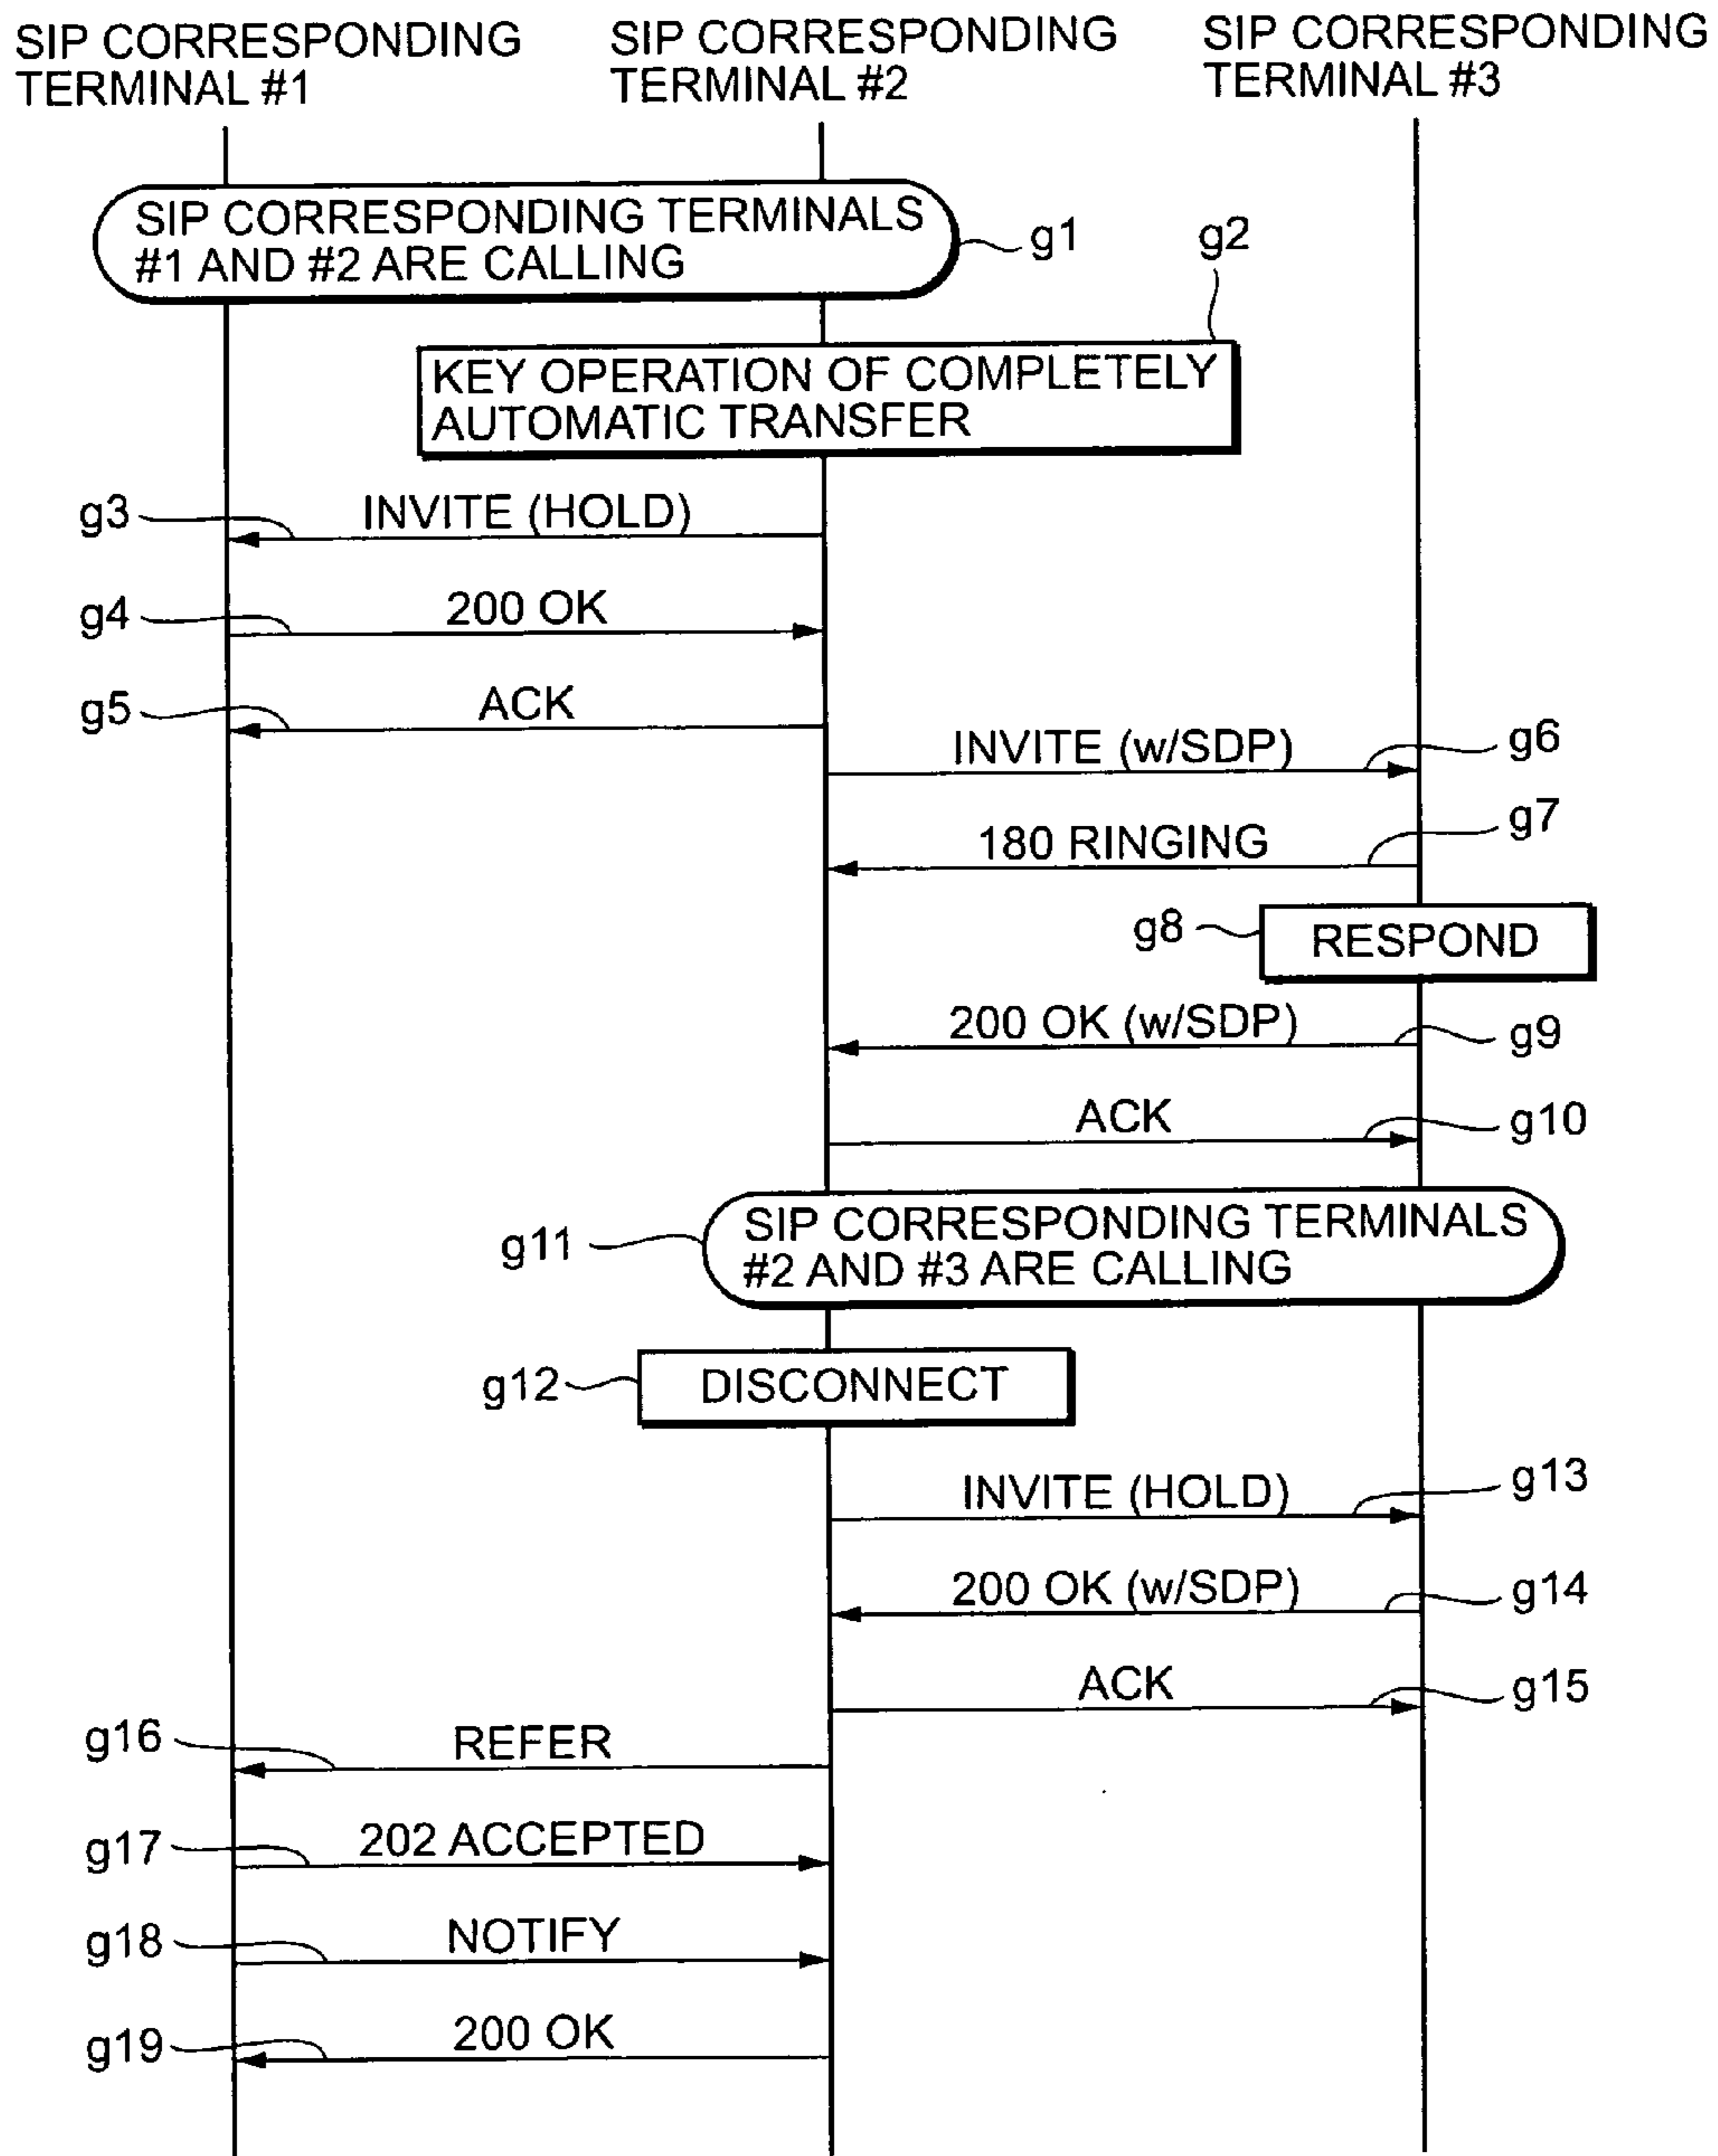 SIP CORRESPONDING
TERMINAL #1
SIP CORRESPONDING
TERMINAL #2
SIP CORRESPONDING
TERMINAL #3
SIP CORRESPONDING TERMINALS
#1 AND #2 ARE CALLING
g1
g2
KEY OPERATION OF COMPLETELY
AUTOMATIC TRANSFER
g3
INVITE (HOLD)
g4
200 OK
g5
ACK
INVITE (w/SDP)
g6
180 RINGING
g7
g8
RESPOND
200 OK (w/SDP)
g9
ACK
g10
g11
SIP CORRESPONDING TERMINALS
#2 AND #3 ARE CALLING
g12
DISCONNECT
INVITE (HOLD)
g13
200 OK (w/SDP)
g14
ACK
g15
g16
REFER
g17
202 ACCEPTED
g18
NOTIFY
g19
200 OK